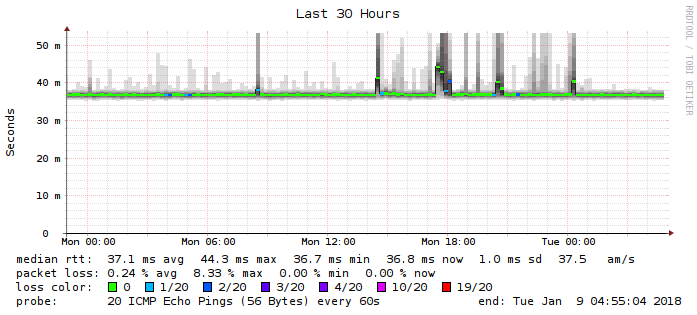 Last 30 Hours
RRDTOOL / TOBI OETIKER
Seconds
50 m
40 m
30 m
20 m
10 m
0
Mon 00:00 Mon 06:00 Mon 12:00 Mon 18:00 Tue 00:00
median rtt: 37.1 ms avg 44.3 ms max 36.7 ms min 36.8 ms now 1.0 ms sd 37.5 am/s
packet loss: 0.24 % avg 8.33 % max 0.00 % min 0.00 % now
loss color: 0 1/20 2/20 3/20 4/20 10/20 19/20
probe: 20 ICMP Echo Pings (56 Bytes) every 60s end: Tue Jan 9 04:55:04 2018